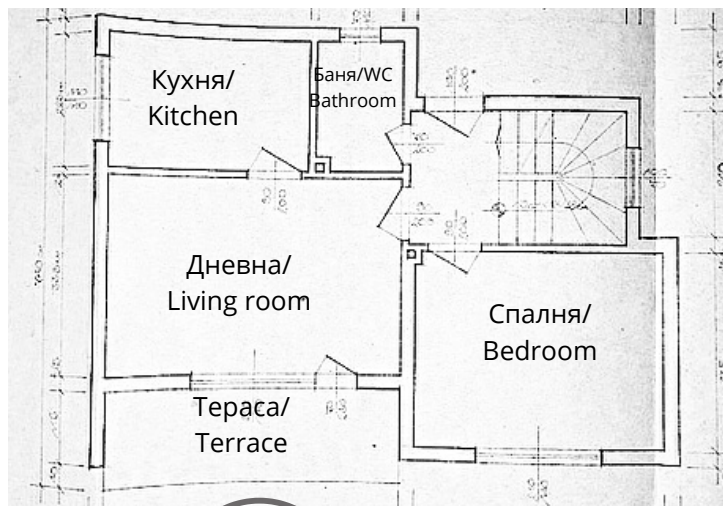 Кухня/
Kitchen
Баня/WC
Bathroom
Дневна/
Living room
Спалня/
Bedroom
Тераса/
Terrace